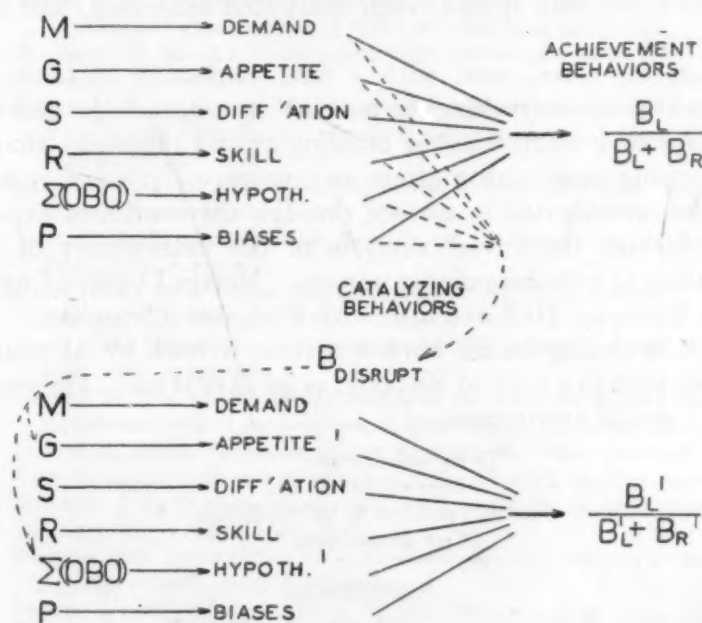 M DEMAND
G APPETITE
S DIFF'ATION
R SKILL
Σ(OBO) HYPOTH.
P BIASES
ACHIEVEMENT
BEHAVIORS
B_L
B_L B_R
CATALYZING
BEHAVIORS
B DISRUPT
M DEMAND
G APPETITE '
S DIFF'ATION
R SKILL
Σ(OBO) HYPOTH. '
P BIASES
B_L'
B_L' + B_R'